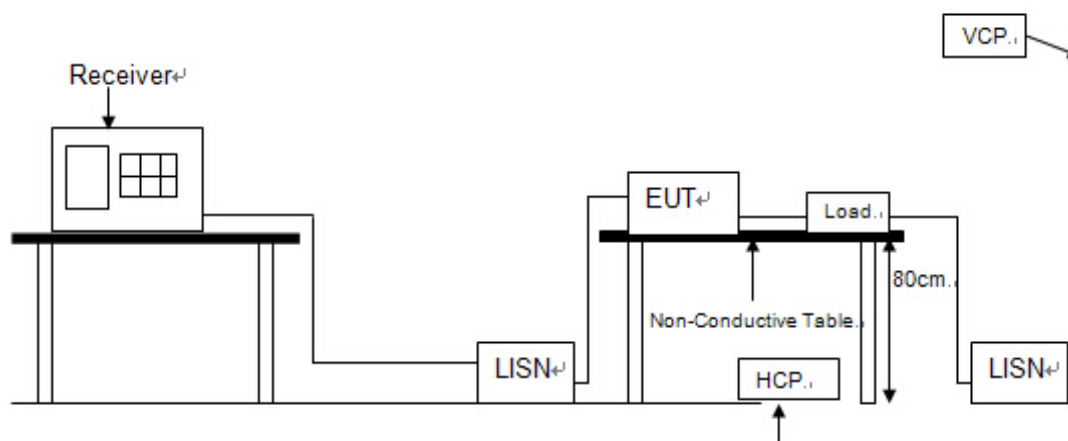 VCP.
Receiver
EUT
Load.
80cm.
Non-Conductive Table.
LISN
HCP.
LISN